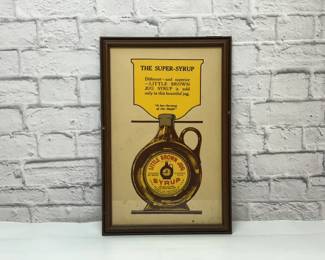 THE SUPER-SYRUP
Different—and superior
—LITTLE BROWN
JUG SYRUP is sold
only in this beautiful jug.
LITTLE BROWN JUG
SYRUP